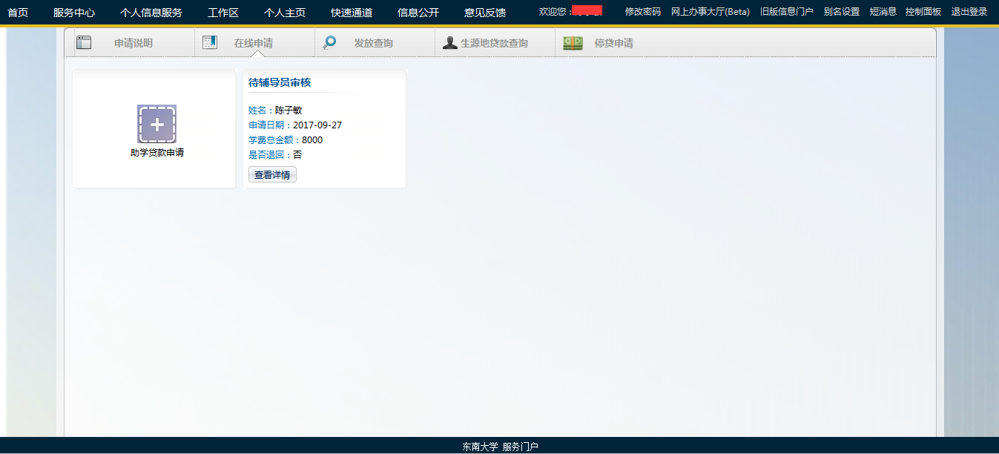 首页 服务中心 个人信息服务 工作区 个人主页 快速通道 信息公开 意见反馈 欢迎您： 修改密码 网上办事大厅(Beta) 旧版信息门户 别名设置 短消息 控制面板 退出登录
申请说明 在线申请 发放查询 生源地贷款查询 停贷申请
助学贷款申请
待辅导员审核
姓名：陈子敏
申请日期：2017-09-27
学费总金额：8000
是否退回：否
查看详情
东南大学 服务门户